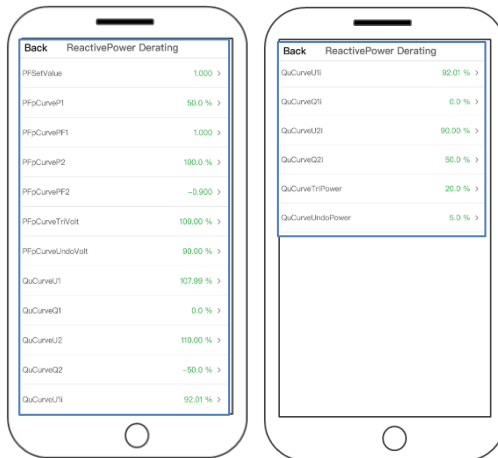 Back ReactivePower Derating
PFSetValue 1.000 >
PFpCurveP1 50.0 % >
PFpCurvePF1 1.000 >
PFpCurveP2 100.0 % >
PFpCurvePF2 −0.900 >
PFpCurveTriVolt 100.00 % >
PFpCurveUndoVolt 90.00 % >
QuCurveU1 107.99 % >
QuCurveQ1 0.0 % >
QuCurveU2 110.00 % >
QuCurveQ2 −50.0 % >
QuCurveU1i 92.01 % >
Back ReactivePower Derating
QuCurveU1i 92.01 % >
QuCurveQ1i 0.0 % >
QuCurveU2i 90.00 % >
QuCurveQ2i 50.0 % >
QuCurveTriPower 20.0 % >
QuCurveUndoPower 5.0 % >